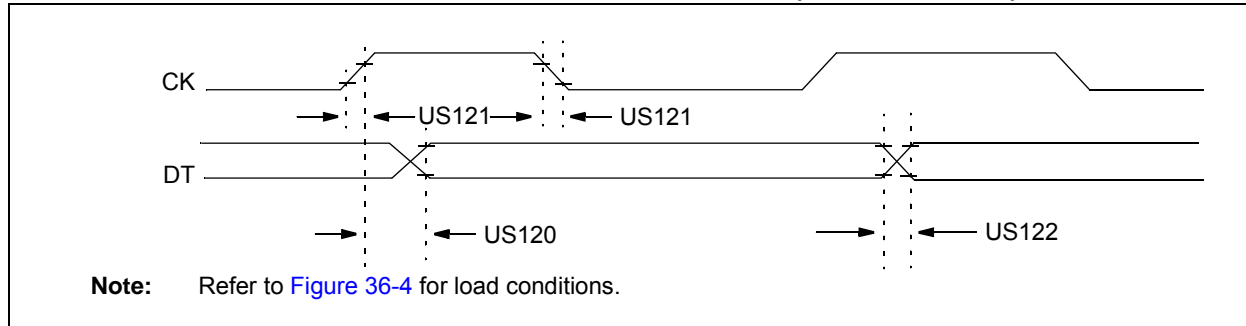 CK
US121 US121
DT
US120 US122
Note: Refer to Figure 36-4 for load conditions.